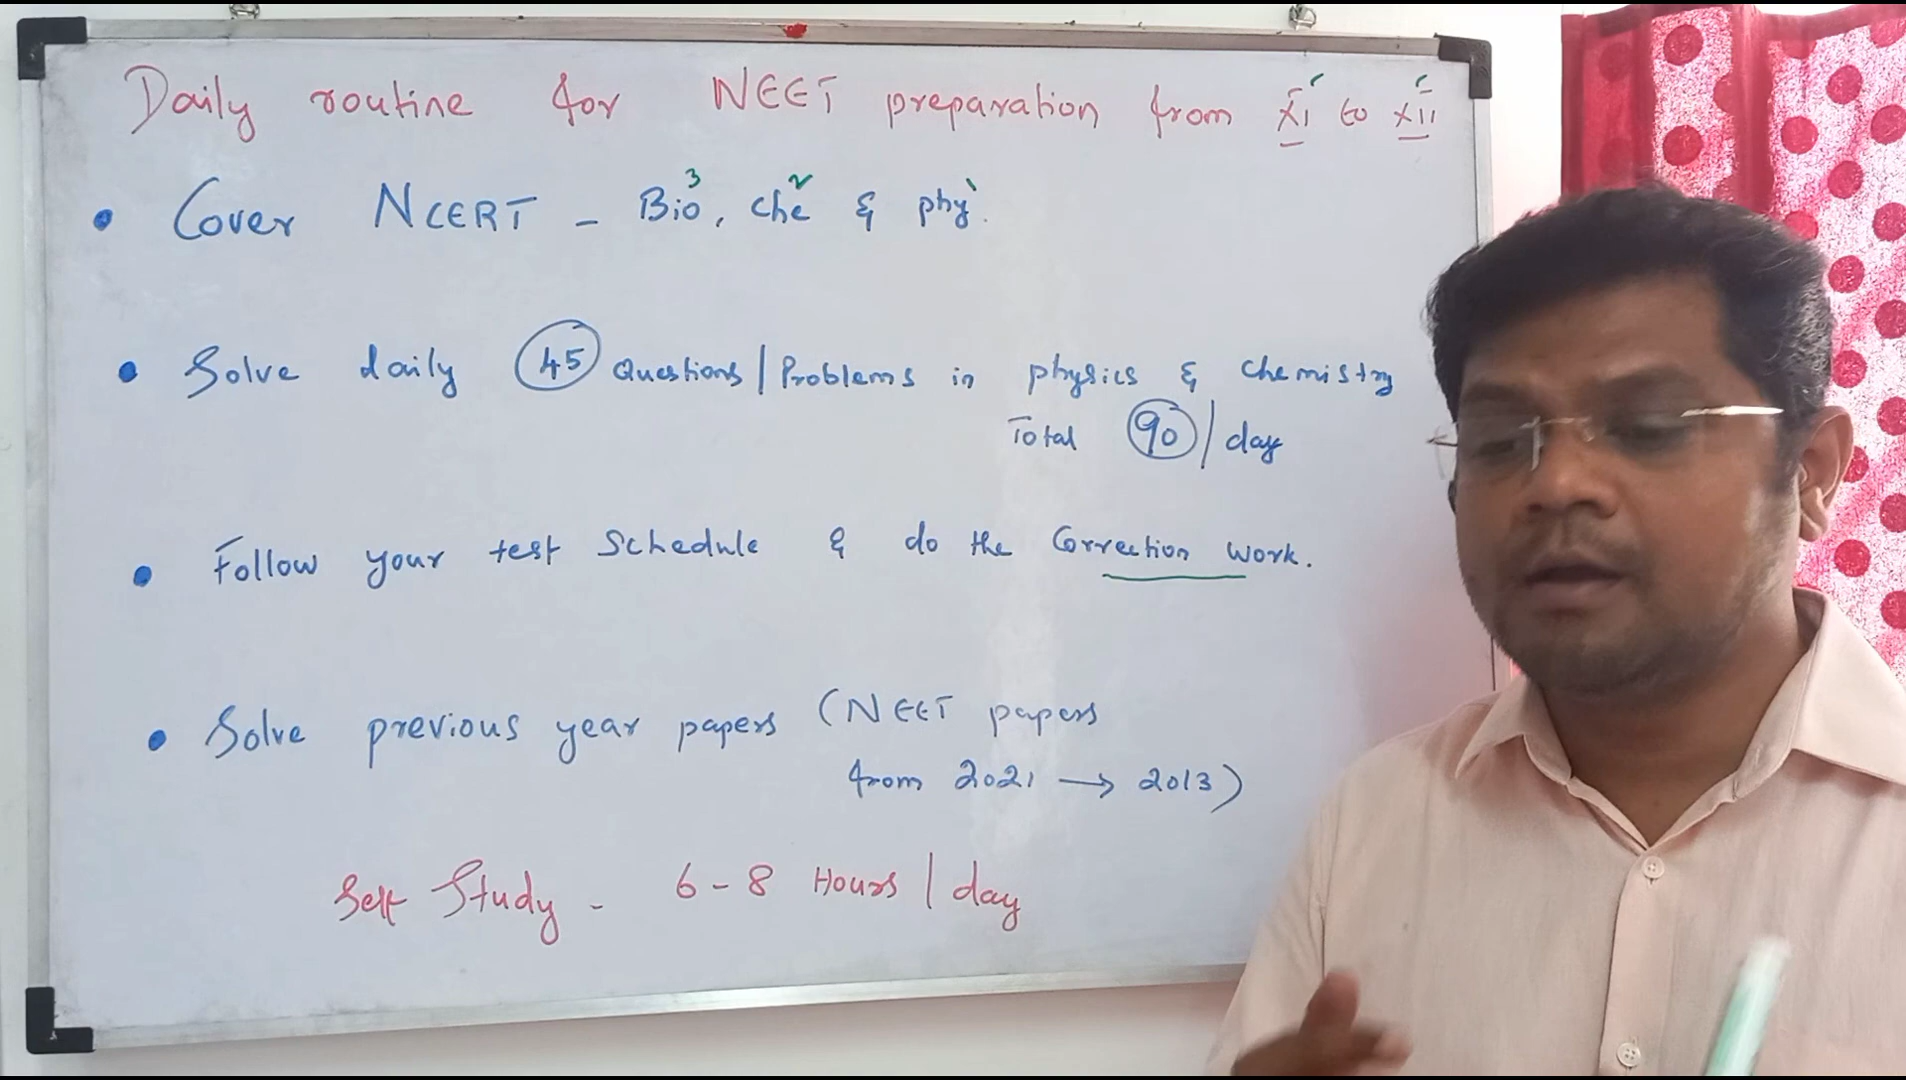 Daily routine for NEET preparation from XI to XII
• Cover NCERT - Bio, che & phy.
3 2
• Solve daily 45 Questions/Problems in physics & chemistry
Total 90/day
• Follow your test Schedule & do the Correction work.
• Solve previous year papers (NEET papers
from 2021 → 2013)
Self Study - 6-8 Hours/day